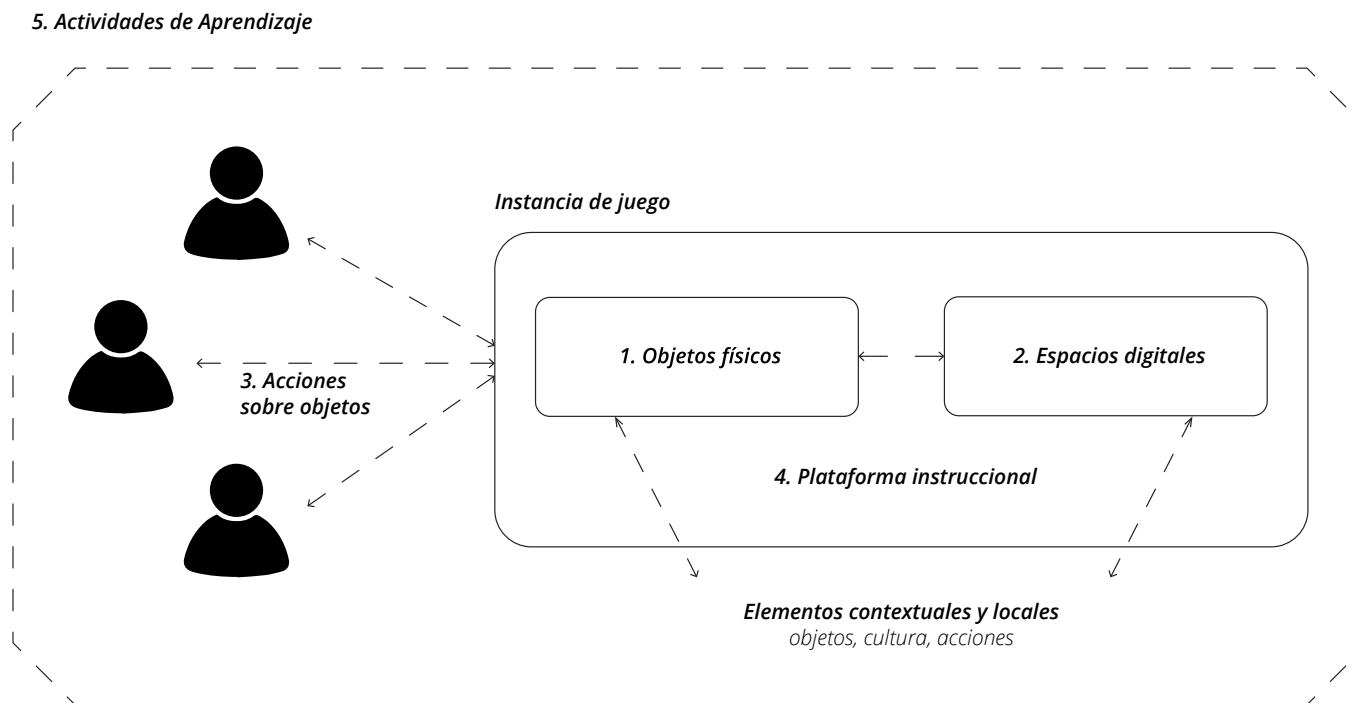 5. Actividades de Aprendizaje
Instancia de juego
1. Objetos físicos
2. Espacios digitales
3. Acciones
sobre objetos
4. Plataforma instruccional
Elementos contextuales y locales
objetos, cultura, acciones